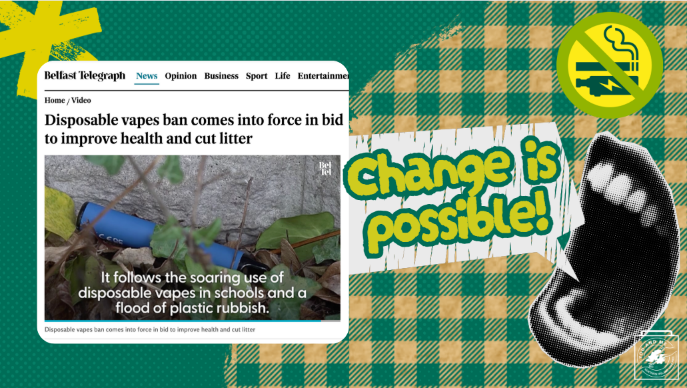 Belfast Telegraph
News Opinion Business Sport Life
Home / Video
Disposable vapes ban comes into force in bid
to improve health and cut litter
Bel
Tel
It follows the soaring use of
disposable vapes in schools and a
flood of plastic rubbish.
Disposable vapes ban comes into force in bid to improve health and cut litter
Change is
possible!